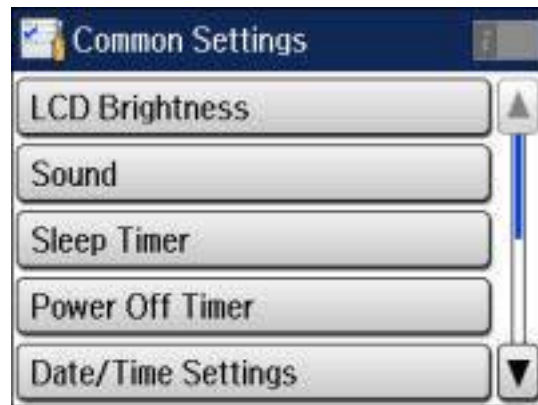 Common Settings
LCD Brightness
Sound
Sleep Timer
Power Off Timer
Date/Time Settings